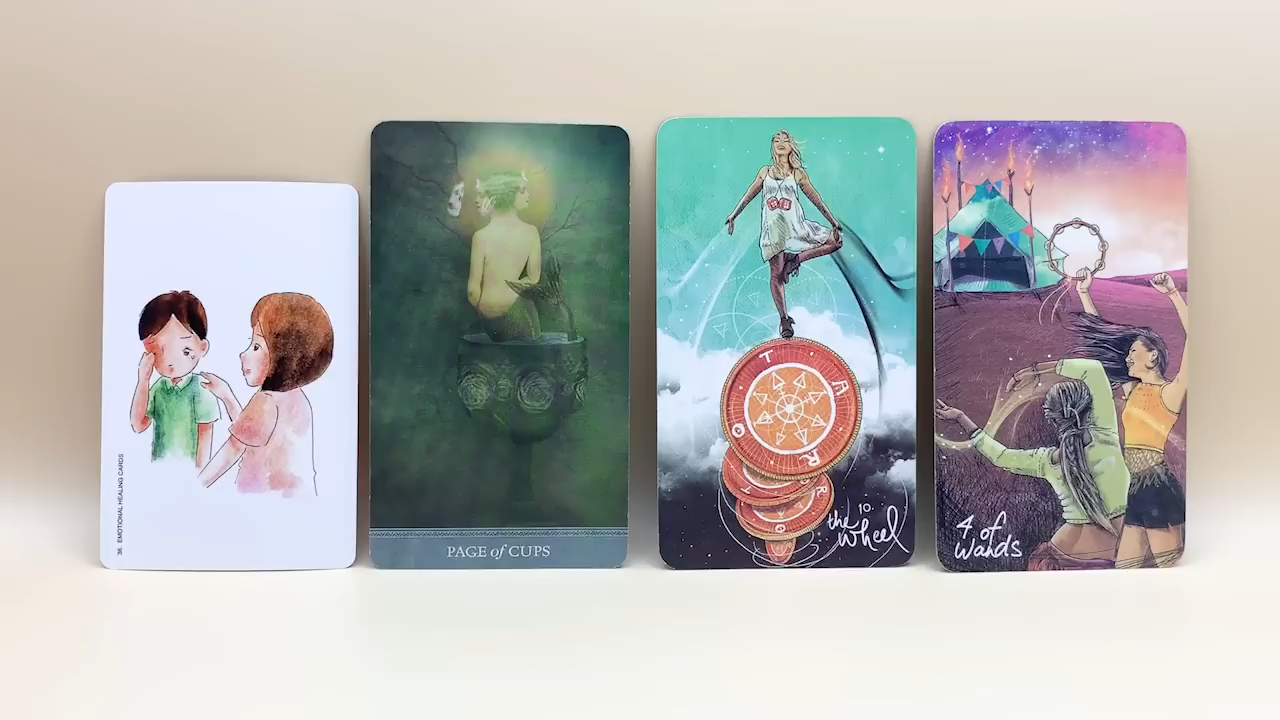 36. EMOTIONAL HEALING CARDS
PAGE of CUPS
T
A
R
O
T
R
O
10.
the
wheel
4 of
Wands